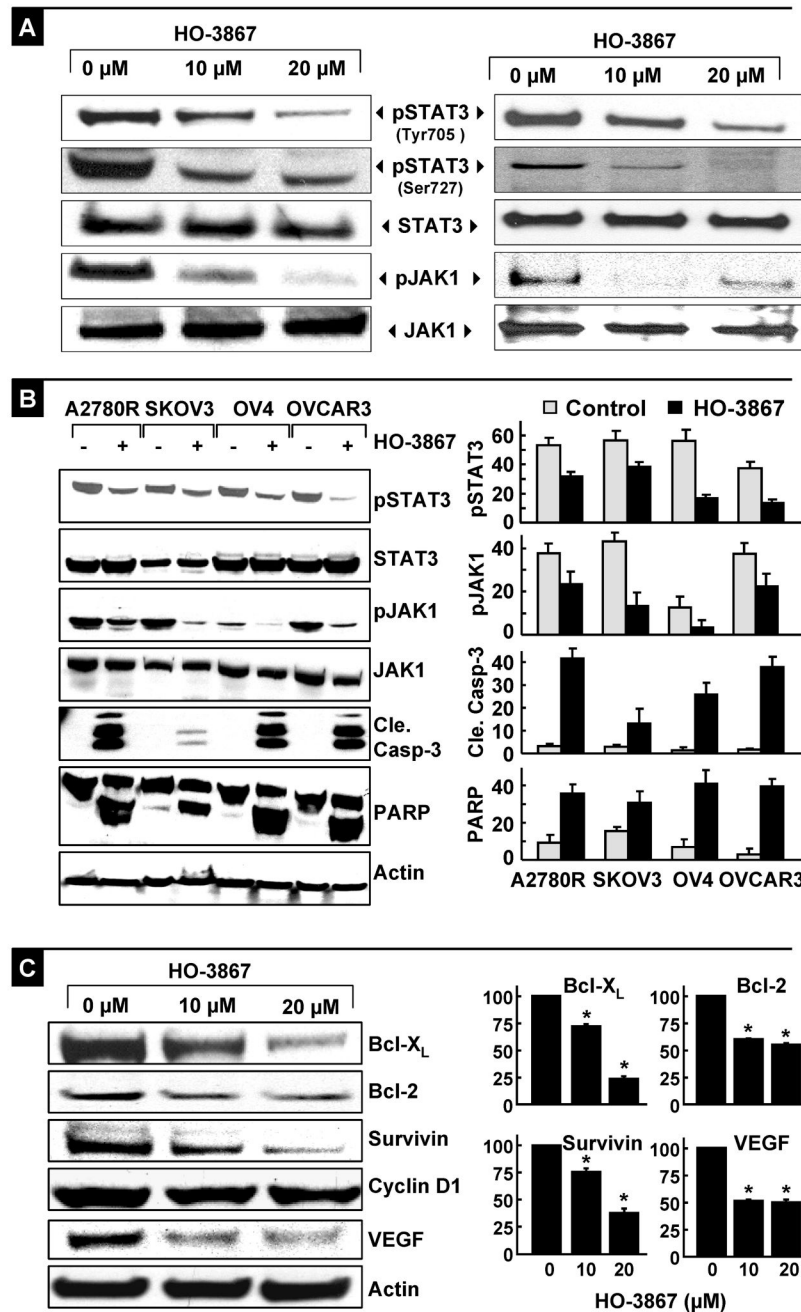 A
HO-3867
0 µM 10 µM 20 µM
HO-3867
0 µM 10 µM 20 µM
◄ pSTAT3 ►
(Tyr705 )
◄ pSTAT3 ►
(Ser727)
◄ STAT3 ►
◄ pJAK1 ►
◄ JAK1 ►
B
A2780R SKOV3 OV4 OVCAR3
- + - + - + - + HO-3867
pSTAT3
STAT3
pJAK1
JAK1
Cle.
Casp-3
PARP
Actin
Control HO-3867
60
40
20
0
pSTAT3
40
20
0
pJAK1
40
20
0
Cle. Casp-3
40
20
0
PARP
A2780R SKOV3 OV4 OVCAR3
C
HO-3867
0 µM 10 µM 20 µM
Bcl-XL
Bcl-2
Survivin
Cyclin D1
VEGF
Actin
Bcl-XL
100
75
50
25
0
* *
Bcl-2
100
75
50
25
0
* *
Survivin
100
75
50
25
0
* *
0 10 20
VEGF
100
75
50
25
0
* *
0 10 20
HO-3867 (µM)